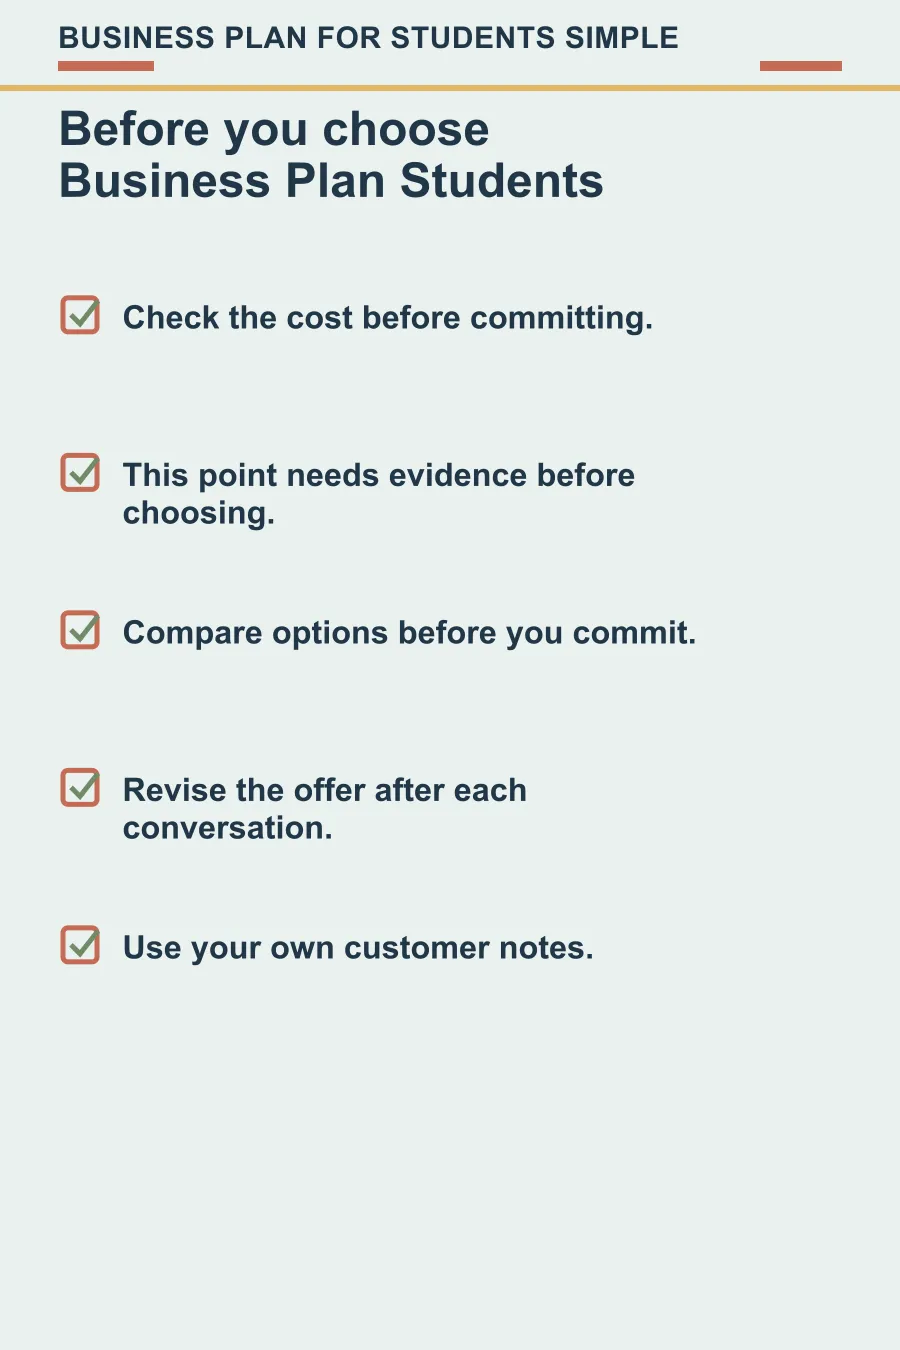 BUSINESS PLAN FOR STUDENTS SIMPLE
Before you choose
Business Plan Students
Check the cost before committing.
This point needs evidence before
choosing.
Compare options before you commit.
Revise the offer after each
conversation.
Use your own customer notes.